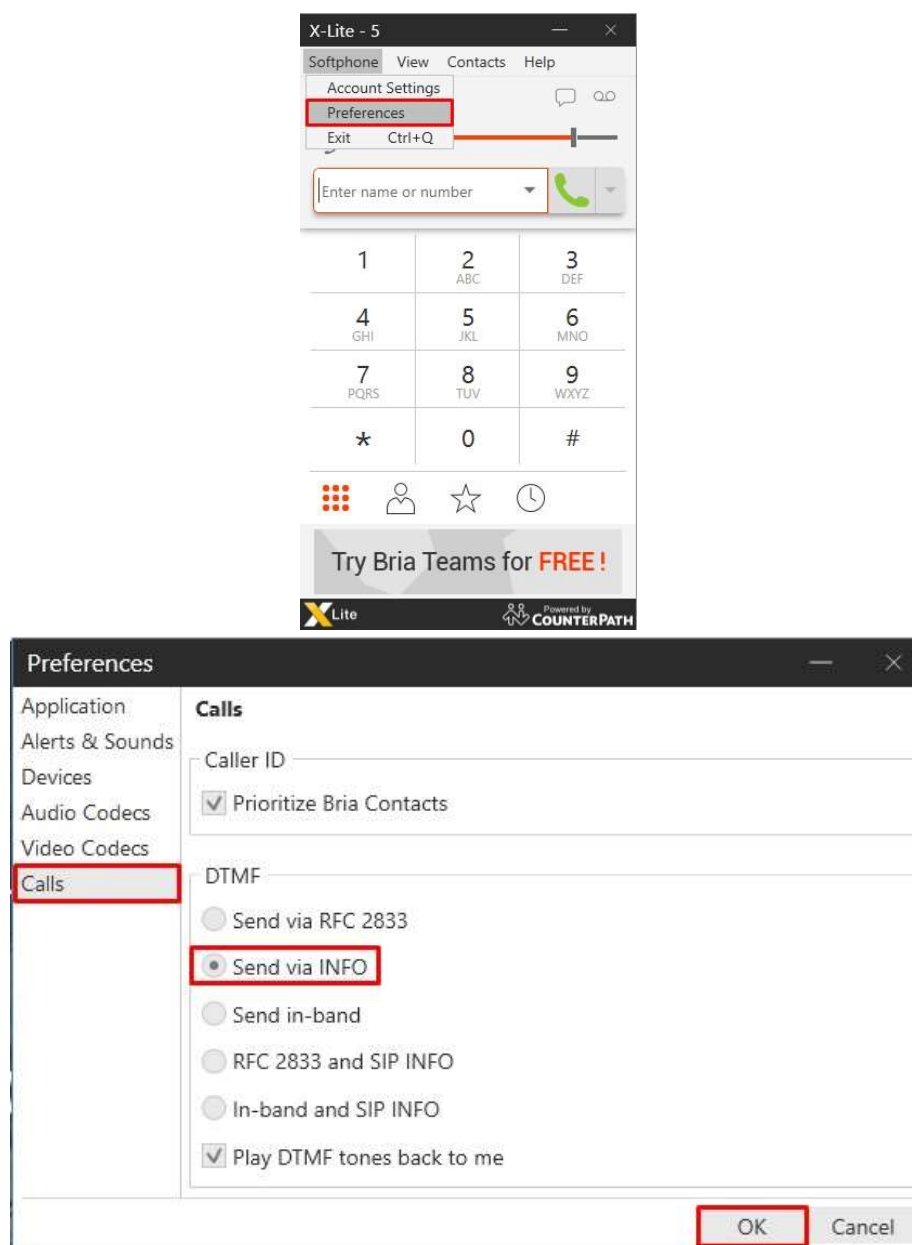 X-Lite - 5
Softphone View Contacts Help
Account Settings
Preferences
Exit Ctrl+Q
Enter name or number
1 2 3
ABC DEF
4 5 6
GHI JKL MNO
7 8 9
PQRS TUV WXYZ
* 0 #
Try Bria Teams for FREE!
X Lite Powered by
COUNTERPATH
Preferences
Application
Alerts & Sounds
Devices
Audio Codecs
Video Codecs
Calls
Calls
Caller ID
Prioritize Bria Contacts
DTMF
Send via RFC 2833
Send via INFO
Send in-band
RFC 2833 and SIP INFO
In-band and SIP INFO
Play DTMF tones back to me
OK Cancel